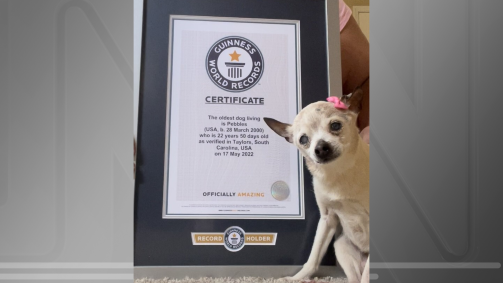 GUINNESS
WORLD RECORDS
CERTIFICATE
The oldest dog living
is Pebbles
(USA, b. 28 March 2000)
who is 22 years 50 days old
as verified in Taylors, South
Carolina, USA
on 17 May 2022
OFFICIALLY AMAZING
RECORD HOLDER